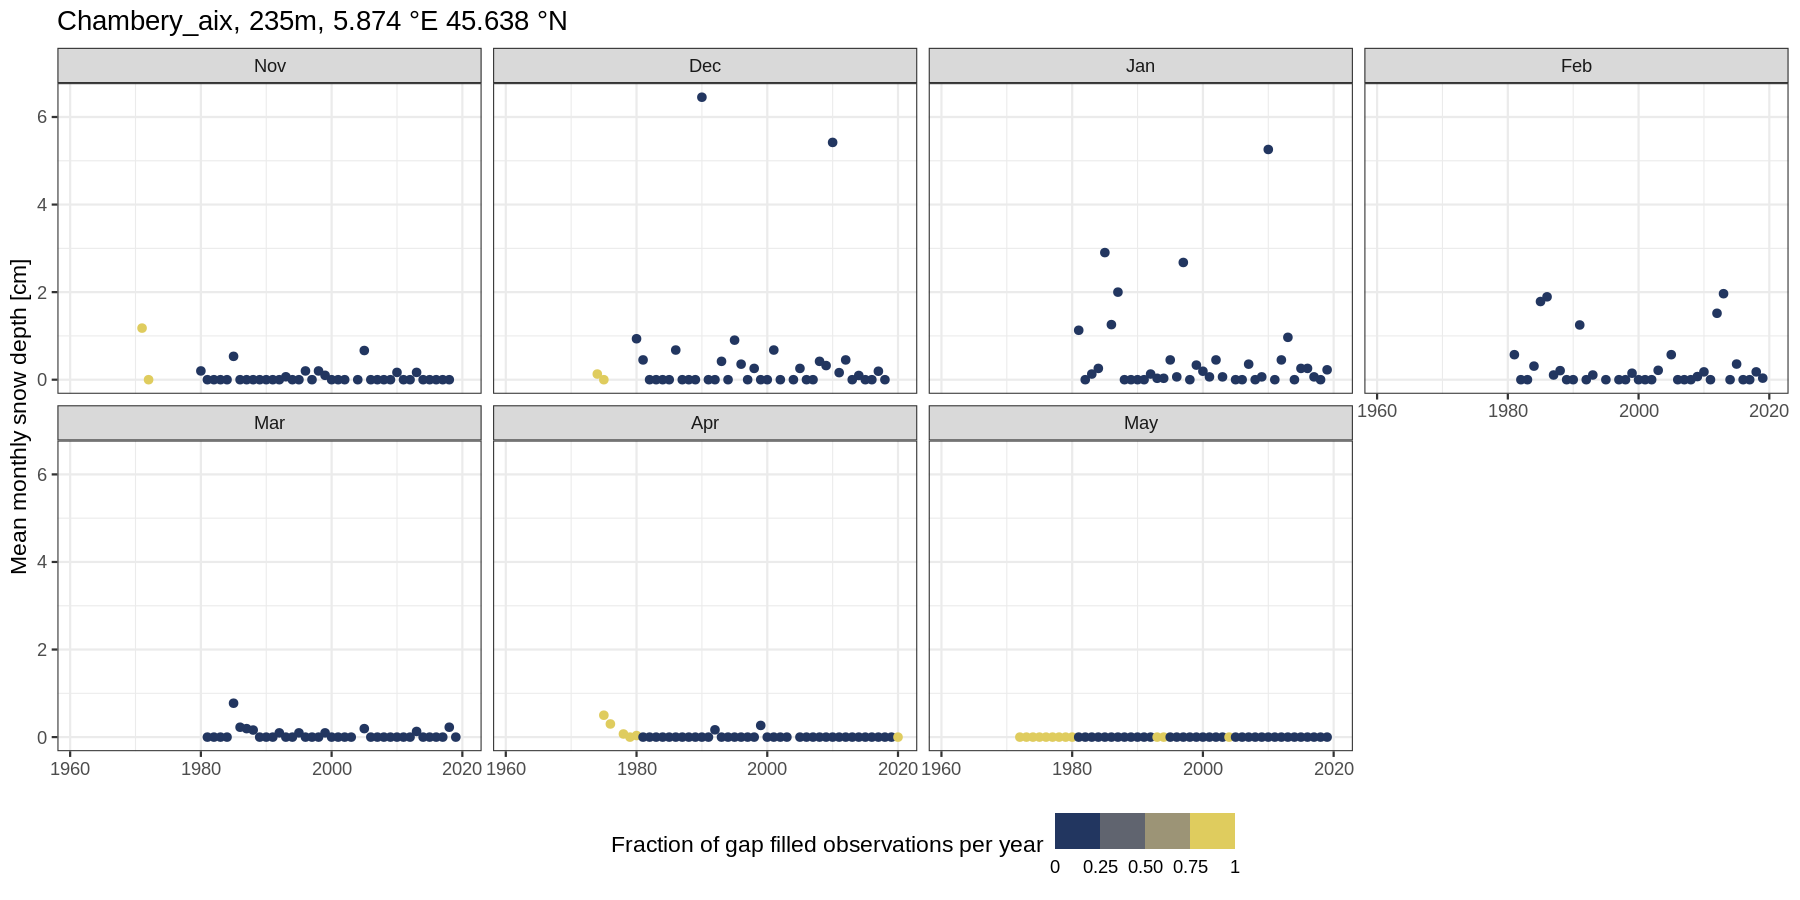 Chambery_aix, 235m, 5.874 °E 45.638 °N
Nov
Dec
Jan
Feb
Mean monthly snow depth [cm]
6
4
2
0
1960
1980
2000
2020
Mar
Apr
May
6
4
2
0
1960
1980
2000
2020
1960
1980
2000
2020
1960
1980
2000
2020
Fraction of gap filled observations per year
0
0.25
0.50
0.75
1